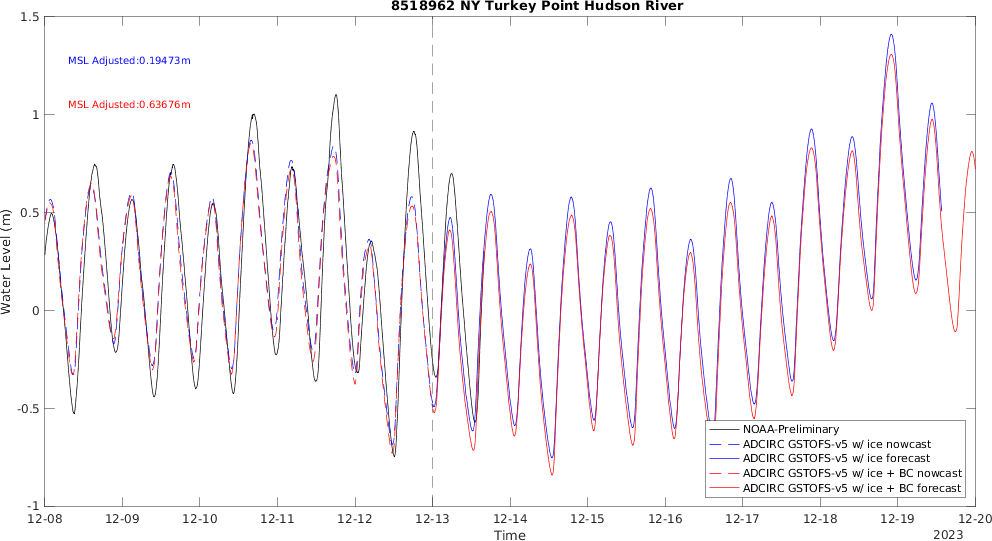 8518962 NY Turkey Point Hudson River
MSL Adjusted:0.19473m
MSL Adjusted:0.63676m
Water Level (m)
1.5
1
0.5
0
-0.5
-1
NOAA-Preliminary
ADCIRC GSTOFS-v5 w/ ice nowcast
ADCIRC GSTOFS-v5 w/ ice forecast
ADCIRC GSTOFS-v5 w/ ice + BC nowcast
ADCIRC GSTOFS-v5 w/ ice + BC forecast
12-08 12-09 12-10 12-11 12-12 12-13 12-14 12-15 12-16 12-17 12-18 12-19 12-20
Time
2023